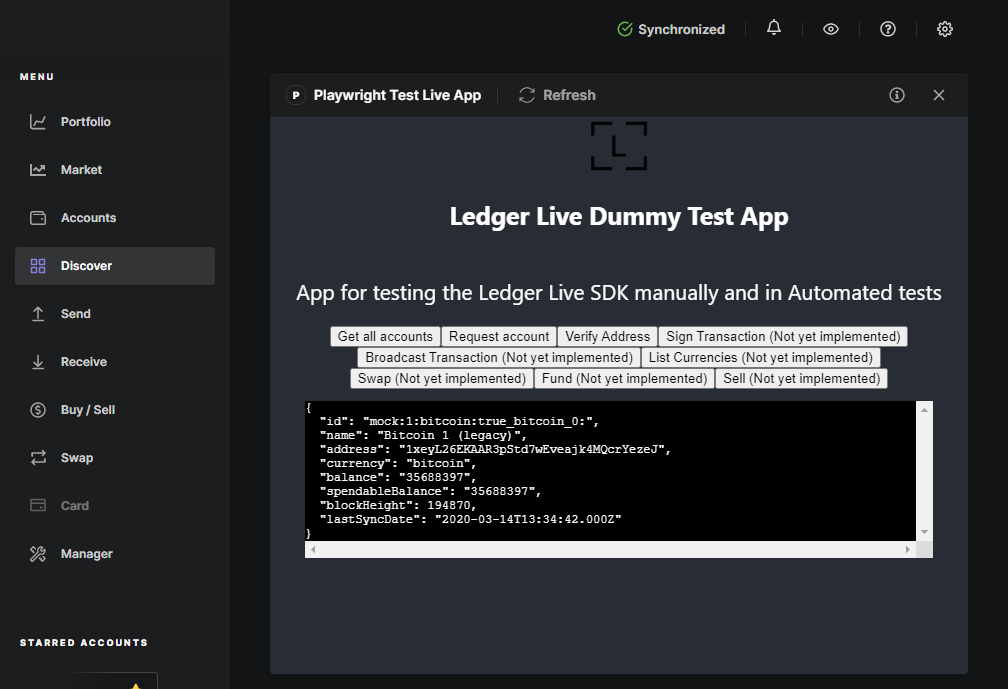 Synchronized
MENU
Portfolio
Market
Accounts
Discover
Send
Receive
Buy / Sell
Swap
Card
Manager
STARRED ACCOUNTS
P Playwright Test Live App Refresh
L
Ledger Live Dummy Test App
App for testing the Ledger Live SDK manually and in Automated tests
Get all accounts Request account Verify Address Sign Transaction (Not yet implemented)
Broadcast Transaction (Not yet implemented) List Currencies (Not yet implemented)
Swap (Not yet implemented) Fund (Not yet implemented) Sell (Not yet implemented)
{
"id": "mock:1:bitcoin:true_bitcoin_0:",
"name": "Bitcoin 1 (legacy)",
"address": "1xeyL26EKAAR3pStd7wEveajk4MQcrYezeJ",
"currency": "bitcoin",
"balance": "35688397",
"spendableBalance": "35688397",
"blockHeight": 194870,
"lastSyncDate": "2020-03-14T13:34:42.000Z"
}